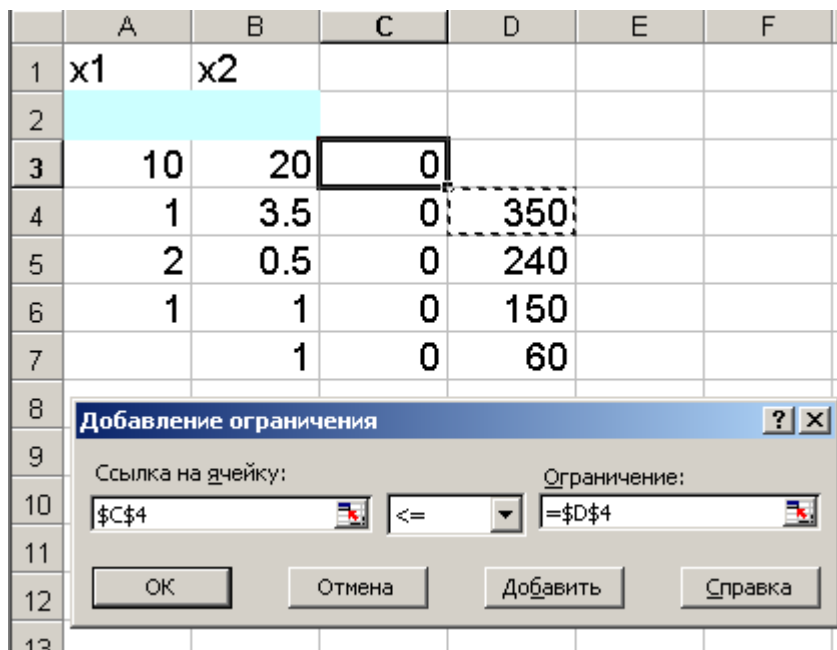 A B C D E F
1 x1 x2
2
3 10 20 0
4 1 3.5 0 350
5 2 0.5 0 240
6 1 1 0 150
7 1 0 60
8
Добавление ограничения ? ×
9
Ссылка на ячейку: Ограничение:
10 $C$4 <= =$D$4
11
12 ОК Отмена Добавить Справка
13